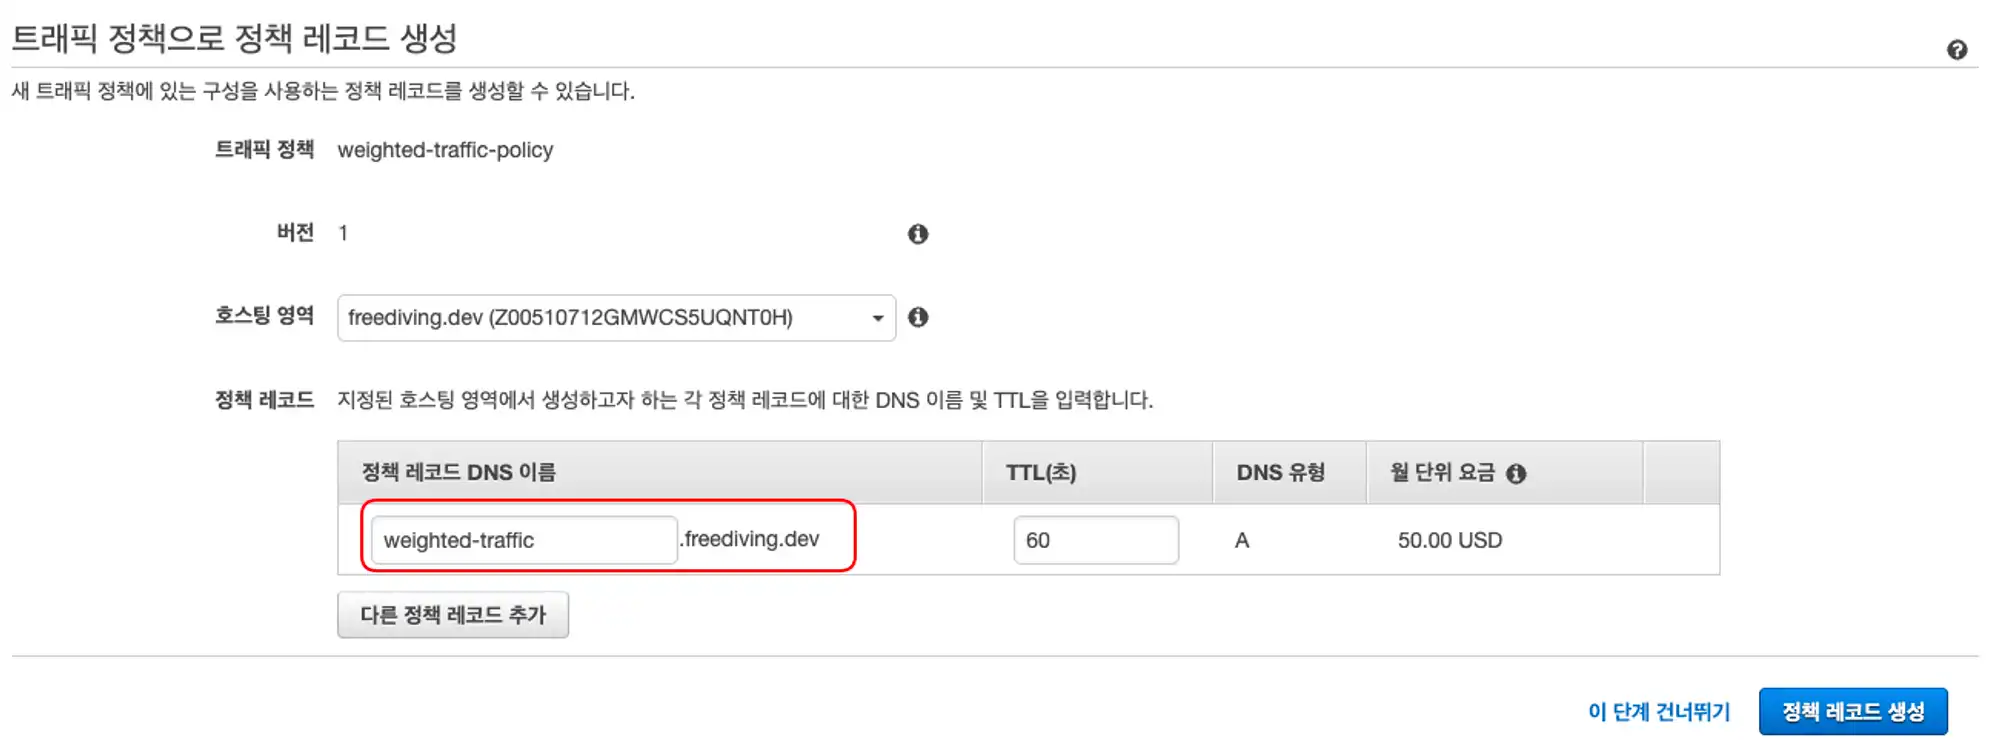 트래픽 정책으로 정책 레코드 생성
새 트래픽 정책에 있는 구성을 사용하는 정책 레코드를 생성할 수 있습니다.
트래픽 정책 weighted-traffic-policy
버전 1
호스팅 영역 freediving.dev (Z00510712GMWCS5UQNT0H)
정책 레코드 지정된 호스팅 영역에서 생성하고자 하는 각 정책 레코드에 대한 DNS 이름 및 TTL을 입력합니다.
정책 레코드 DNS 이름 TTL(초) DNS 유형 월 단위 요금
weighted-traffic .freediving.dev 60 A 50.00 USD
다른 정책 레코드 추가
이 단계 건너뛰기 정책 레코드 생성